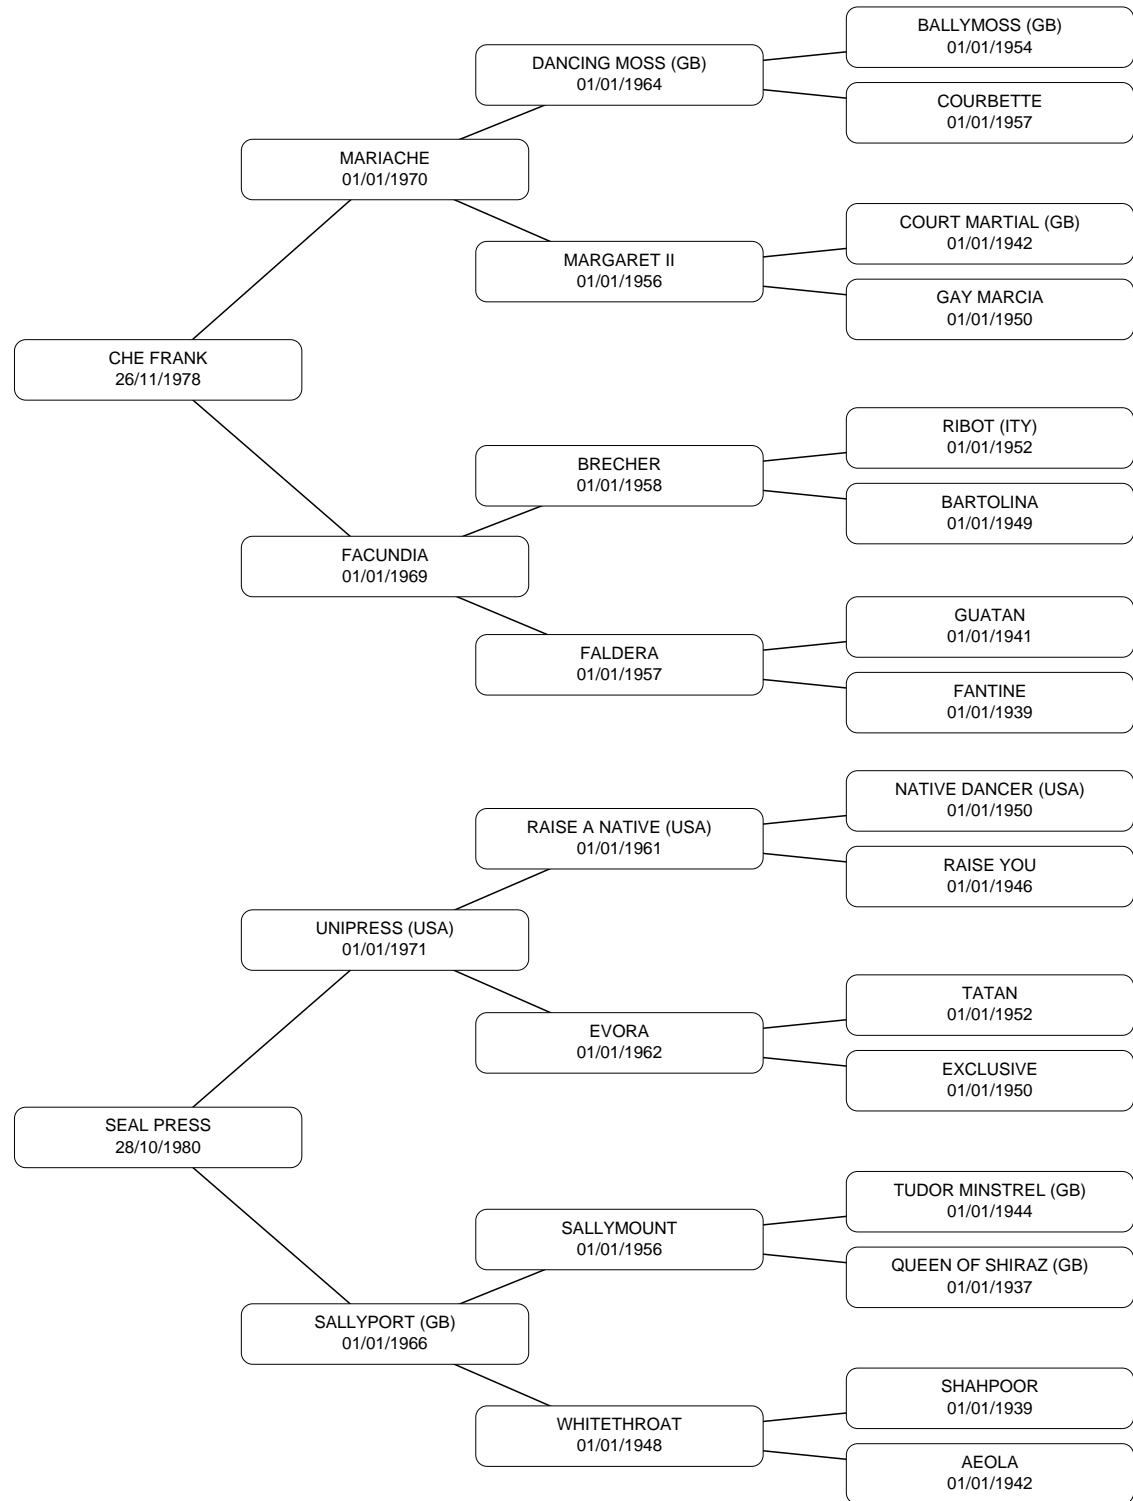 BALLYMOSS (GB)
01/01/1954
DANCING MOSS (GB)
01/01/1964
COURBETTE
01/01/1957
MARIACHE
01/01/1970
COURT MARTIAL (GB)
01/01/1942
MARGARET II
01/01/1956
GAY MARCIA
01/01/1950
CHE FRANK
26/11/1978
RIBOT (ITY)
01/01/1952
BRECHER
01/01/1958
BARTOLINA
01/01/1949
FACUNDIA
01/01/1969
GUATAN
01/01/1941
FALDERA
01/01/1957
FANTINE
01/01/1939
NATIVE DANCER (USA)
01/01/1950
RAISE A NATIVE (USA)
01/01/1961
RAISE YOU
01/01/1946
UNIPRESS (USA)
01/01/1971
TATAN
01/01/1952
EVORA
01/01/1962
EXCLUSIVE
01/01/1950
SEAL PRESS
28/10/1980
TUDOR MINSTREL (GB)
01/01/1944
SALLYMOUNT
01/01/1956
QUEEN OF SHIRAZ (GB)
01/01/1937
SALLYPORT (GB)
01/01/1966
SHAHPOOR
01/01/1939
WHITETHROAT
01/01/1948
AEOLA
01/01/1942